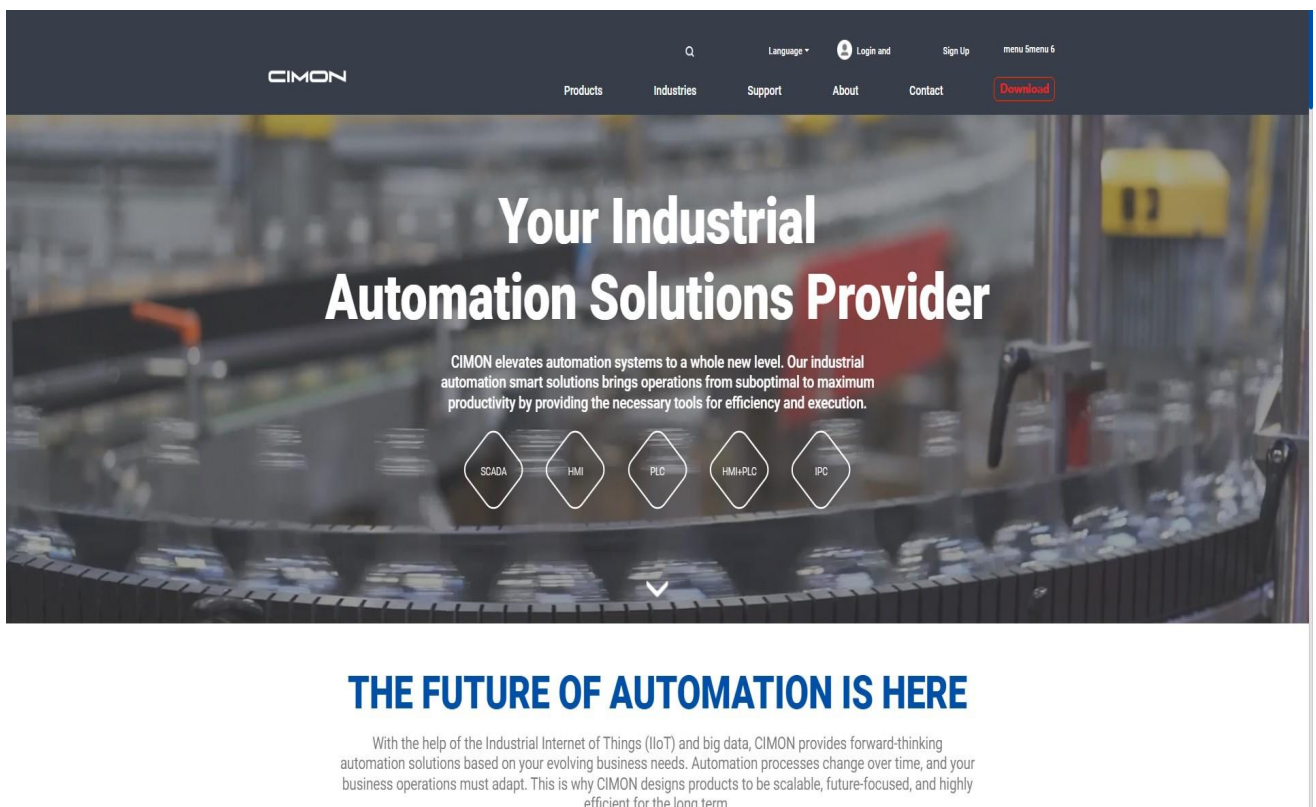 Language
Login and
Sign Up
menu 5menu 6
CIMON
Products
Industries
Support
About
Contact
Download
Your Industrial
Automation Solutions Provider
CIMON elevates automation systems to a whole new level. Our industrial
automation smart solutions brings operations from suboptimal to maximum
productivity by providing the necessary tools for efficiency and execution.
SCADA
HMI
PLC
HMI+PLC
IPC
THE FUTURE OF AUTOMATION IS HERE
With the help of the Industrial Internet of Things (IIoT) and big data, CIMON provides forward-thinking
automation solutions based on your evolving business needs. Automation processes change over time, and your
business operations must adapt. This is why CIMON designs products to be scalable, future-focused, and highly
efficient for the long term